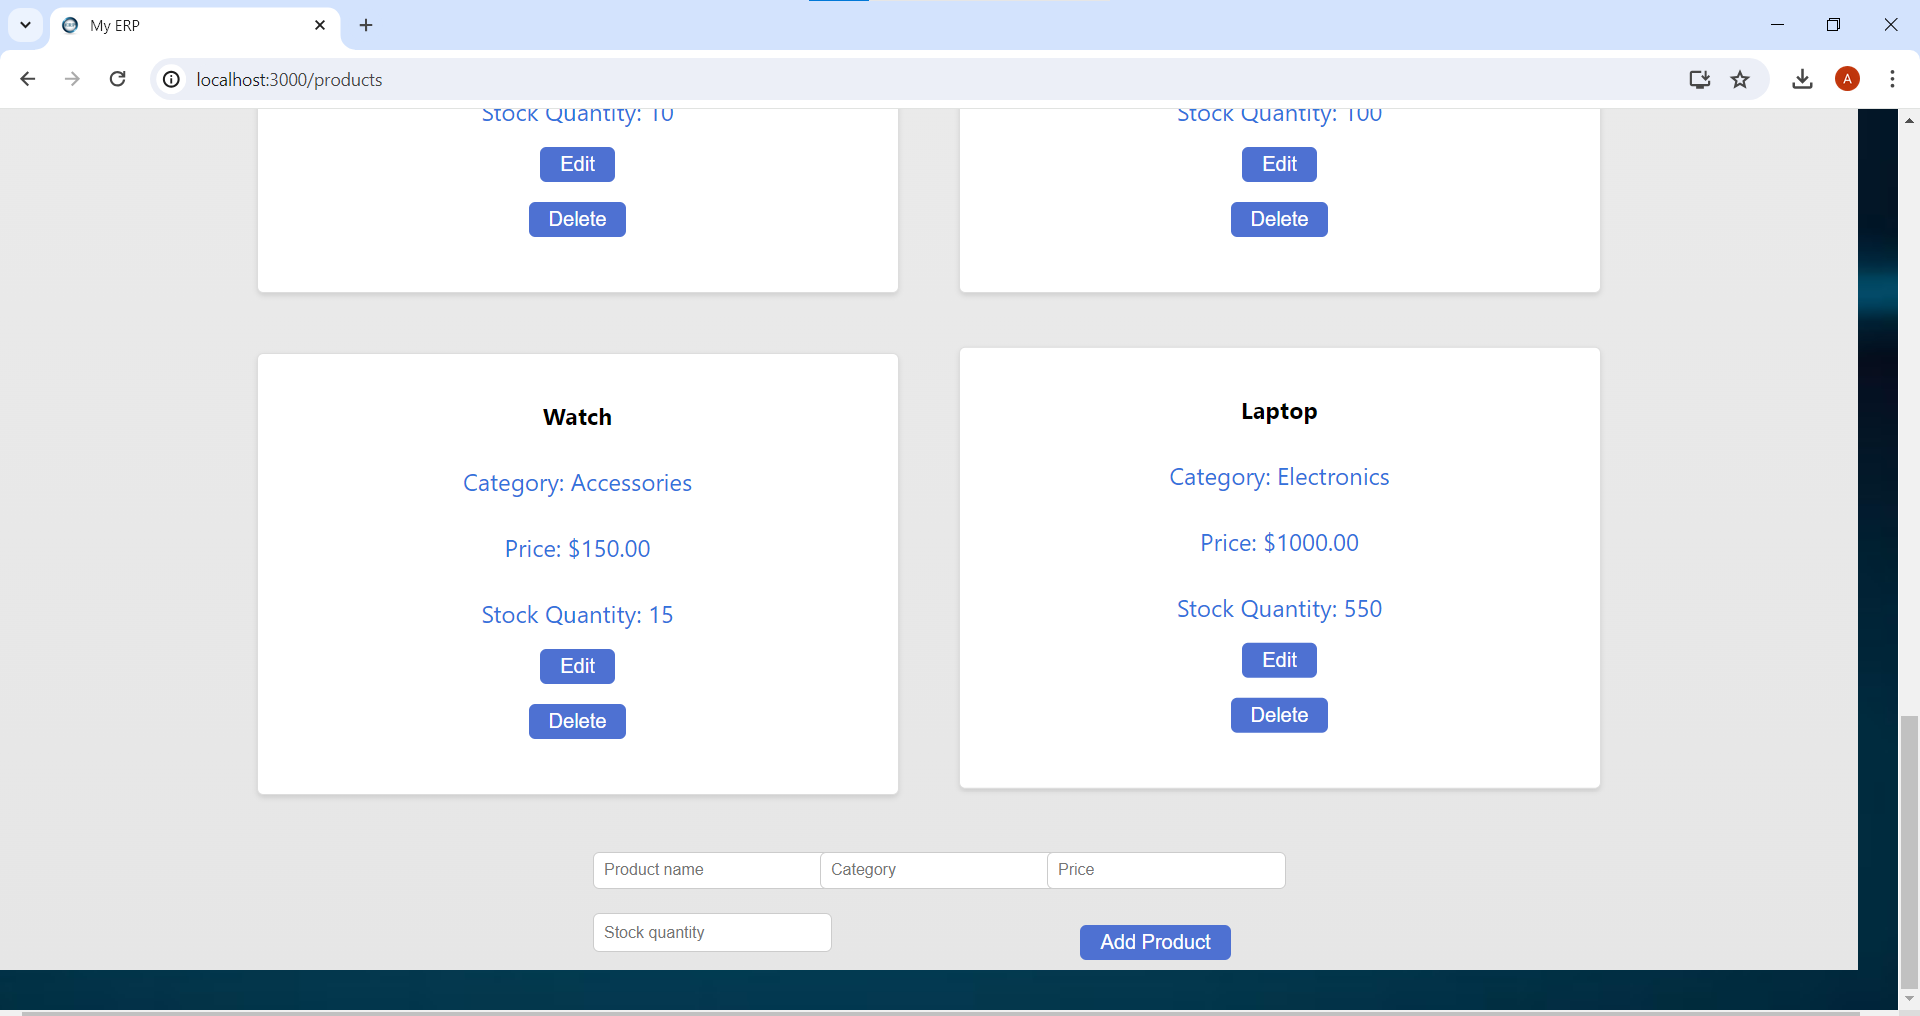 My ERP
localhost:3000/products
A
Stock Quantity: 10
Edit
Delete
Stock Quantity: 100
Edit
Delete
Watch
Category: Accessories
Price: $150.00
Stock Quantity: 15
Edit
Delete
Laptop
Category: Electronics
Price: $1000.00
Stock Quantity: 550
Edit
Delete
Product name
Category
Price
Stock quantity
Add Product